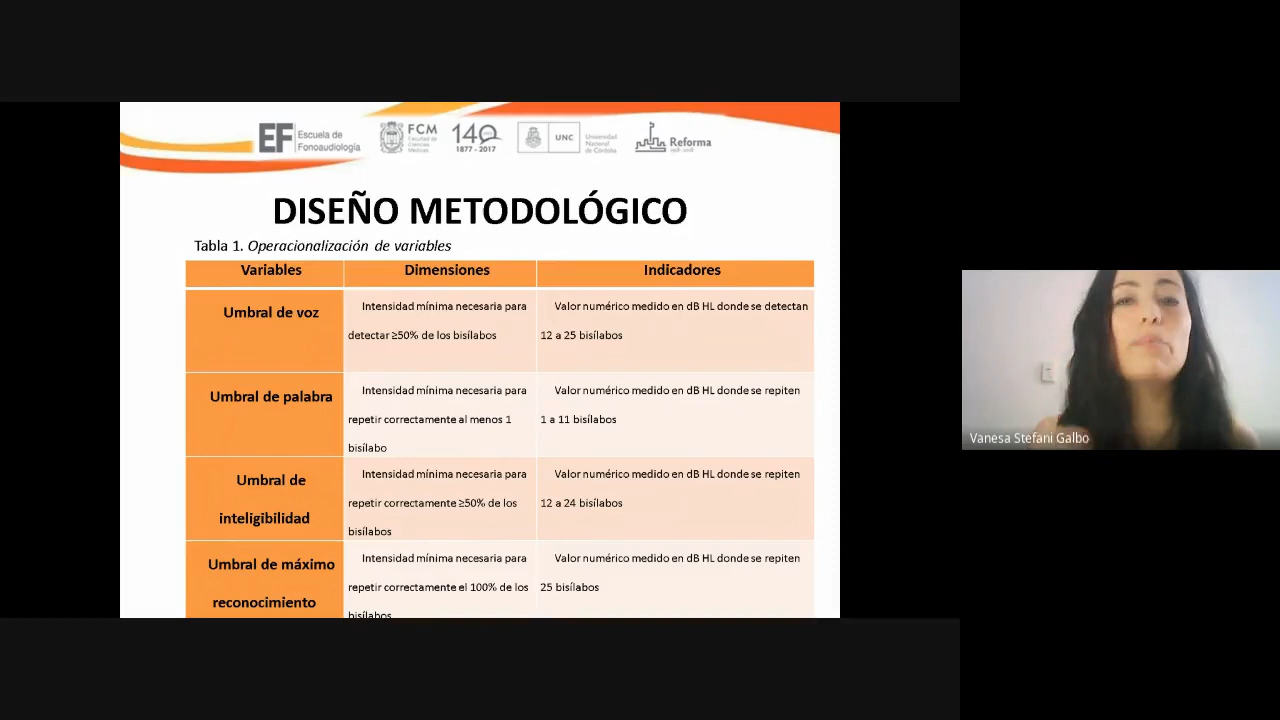 EF Escuela de Fonoaudiología
FCM Facultad de Ciencias Médicas
140
1877 - 2017
UNC Universidad Nacional de Córdoba
Reforma
DISEÑO METODOLÓGICO
Tabla 1. Operacionalización de variables
Variables Dimensiones Indicadores
Umbral de voz
Intensidad mínima necesaria para
detectar ≥50% de los bisílabos
Valor numérico medido en dB HL donde se detectan
12 a 25 bisílabos
Umbral de palabra
Intensidad mínima necesaria para
repetir correctamente al menos 1
bisílabo
Valor numérico medido en dB HL donde se repiten
1 a 11 bisílabos
Umbral de
inteligibilidad
Intensidad mínima necesaria para
repetir correctamente ≥50% de los
bisílabos
Valor numérico medido en dB HL donde se repiten
12 a 24 bisílabos
Umbral de máximo
reconocimiento
Intensidad mínima necesaria para
repetir correctamente el 100% de los
bisílabos
Valor numérico medido en dB HL donde se repiten
25 bisílabos
Vanesa Stefani Galbo